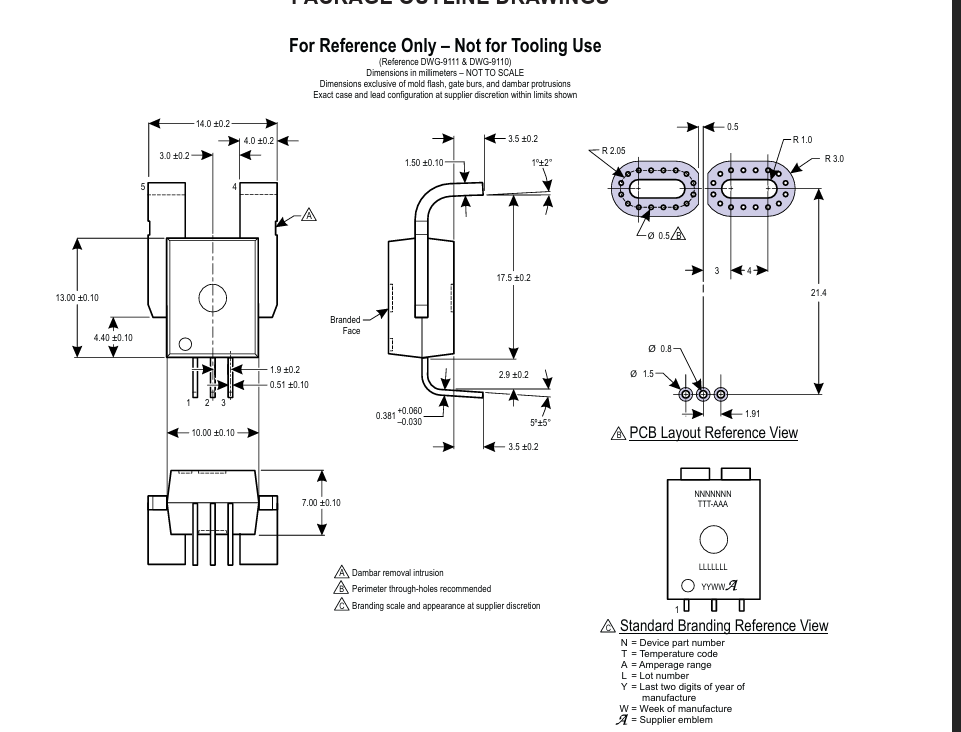 PACKAGE OUTLINE DRAWINGS
For Reference Only – Not for Tooling Use
(Reference DWG-9111 & DWG-9110)
Dimensions in millimeters – NOT TO SCALE
Dimensions exclusive of mold flash, gate burs, and dambar protrusions
Exact case and lead configuration at supplier discretion within limits shown
14.0 ±0.2
4.0 ±0.2
3.0 ±0.2
5
4
A
13.00 ±0.10
4.40 ±0.10
1.9 ±0.2
0.51 ±0.10
1
2
3
10.00 ±0.10
7.00 ±0.10
3.5 ±0.2
1.50 ±0.10
1º±2°
17.5 ±0.2
Branded
Face
2.9 ±0.2
0.381 +0.060
–0.030
5º±5°
3.5 ±0.2
0.5
R 1.0
R 2.05
R 3.0
Ø 0.5
B
3
4
21.4
Ø 0.8
Ø 1.5
1.91
B PCB Layout Reference View
NNNNNNN
TTT-AAA
LLLLLLL
YYWW
1
A Dambar removal intrusion
B Perimeter through-holes recommended
C Branding scale and appearance at supplier discretion
C Standard Branding Reference View
N = Device part number
T = Temperature code
A = Amperage range
L = Lot number
Y = Last two digits of year of
manufacture
W = Week of manufacture
= Supplier emblem